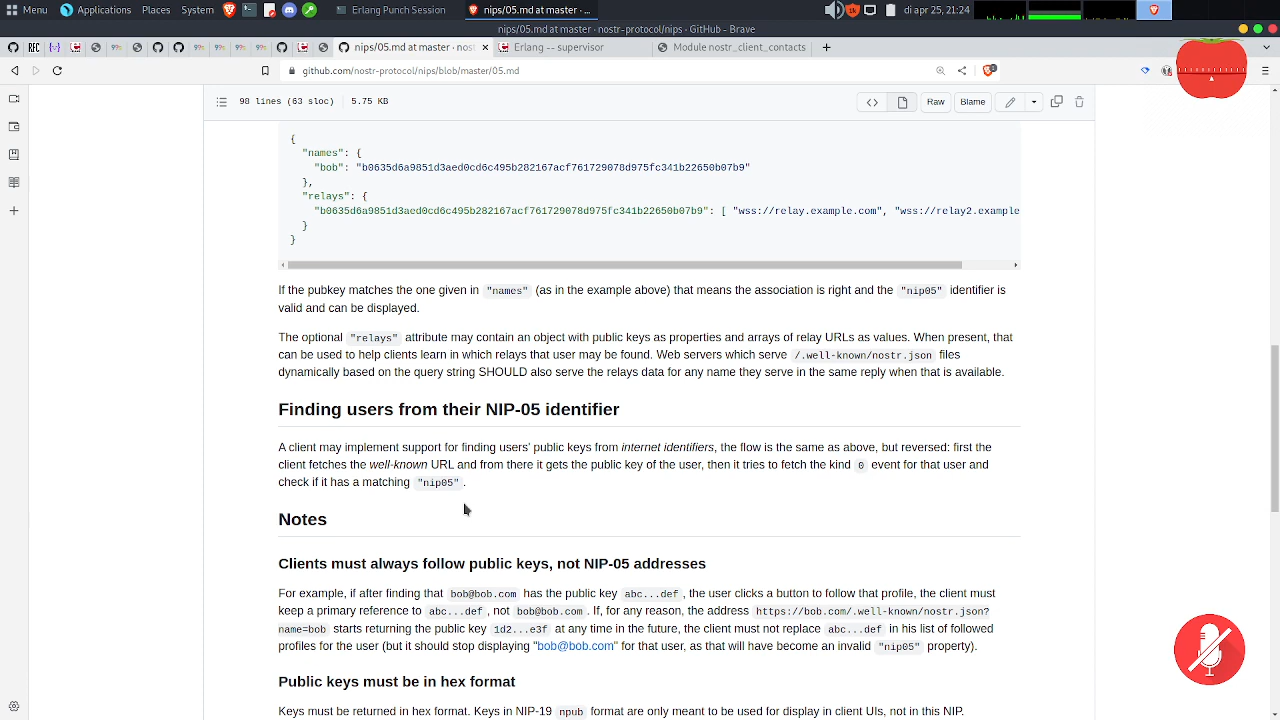 Menu Applications Places System Erlang Punch Session nips/05.md at master · ... di apr 25, 21:24
nips/05.md at master · nostr-protocol/nips · GitHub - Brave
nips/05.md at master · nost Erlang -- supervisor Module nostr_client_contacts
github.com/nostr-protocol/nips/blob/master/05.md
98 lines (63 sloc) 5.75 KB Raw Blame
{
"names": {
"bob": "b0635d6a9851d3aed0cd6c495b282167acf761729078d975fc341b22650b07b9"
},
"relays": {
"b0635d6a9851d3aed0cd6c495b282167acf761729078d975fc341b22650b07b9": [ "wss://relay.example.com", "wss://relay2.example
}
}
If the pubkey matches the one given in "names" (as in the example above) that means the association is right and the "nip05" identifier is
valid and can be displayed.
The optional "relays" attribute may contain an object with public keys as properties and arrays of relay URLs as values. When present, that
can be used to help clients learn in which relays that user may be found. Web servers which serve /.well-known/nostr.json files
dynamically based on the query string SHOULD also serve the relays data for any name they serve in the same reply when that is available.
Finding users from their NIP-05 identifier
A client may implement support for finding users' public keys from internet identifiers, the flow is the same as above, but reversed: first the
client fetches the well-known URL and from there it gets the public key of the user, then it tries to fetch the kind 0 event for that user and
check if it has a matching "nip05".
Notes
Clients must always follow public keys, not NIP-05 addresses
For example, if after finding that bob@bob.com has the public key abc...def, the user clicks a button to follow that profile, the client must
keep a primary reference to abc...def, not bob@bob.com. If, for any reason, the address https://bob.com/.well-known/nostr.json?
name=bob starts returning the public key 1d2...e3f at any time in the future, the client must not replace abc...def in his list of followed
profiles for the user (but it should stop displaying "bob@bob.com" for that user, as that will have become an invalid "nip05" property).
Public keys must be in hex format
Keys must be returned in hex format. Keys in NIP-19 npub format are only meant to be used for display in client UIs, not in this NIP.